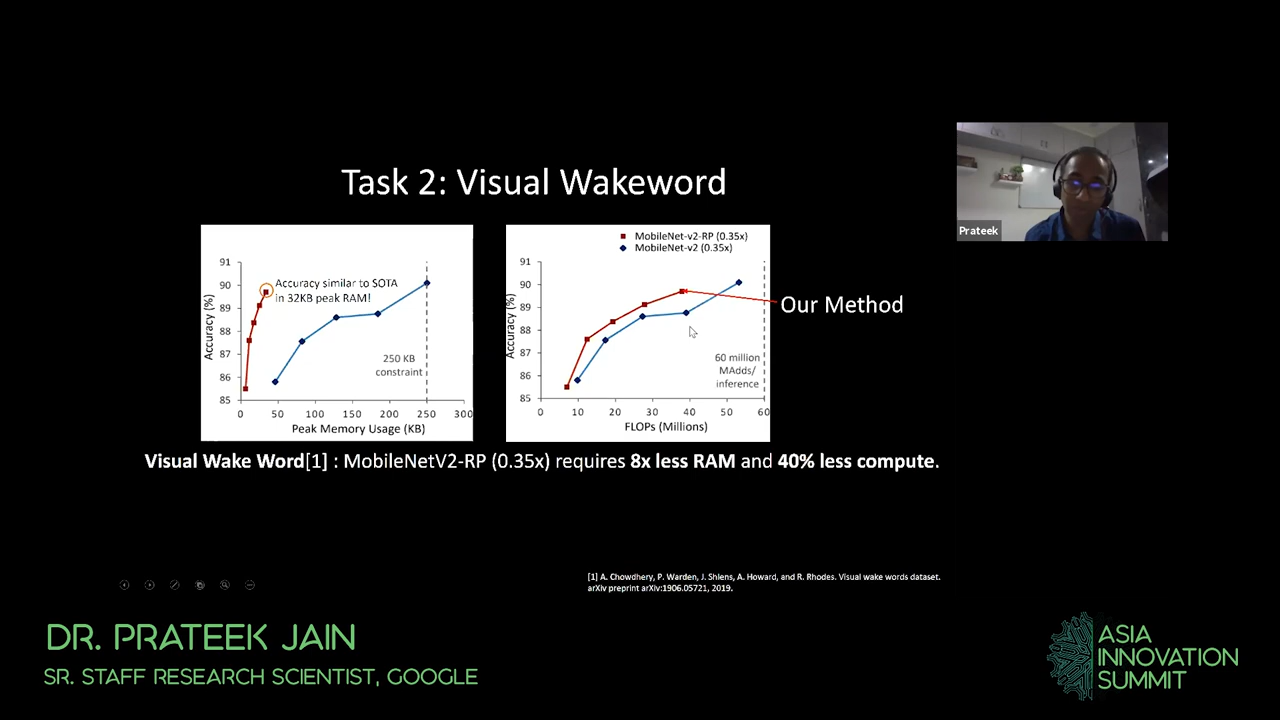 Task 2: Visual Wakeword
Prateek
91
90
89
88
87
86
85
Accuracy (%)
Accuracy similar to SOTA
in 32KB peak RAM!
250 KB
constraint
0 50 100 150 200 250 300
Peak Memory Usage (KB)
MobileNet-v2-RP (0.35x)
MobileNet-v2 (0.35x)
91
90
89
88
87
86
85
Accuracy (%)
60 million
MAdds/
inference
0 10 20 30 40 50 60
FLOPs (Millions)
Our Method
Visual Wake Word[1] : MobileNetV2-RP (0.35x) requires 8x less RAM and 40% less compute.
[1] A. Chowdhery, P. Warden, J. Shlens, A. Howard, and R. Rhodes. Visual wake words dataset.
arXiv preprint arXiv:1906.05721, 2019.
DR. PRATEEK JAIN
SR. STAFF RESEARCH SCIENTIST, GOOGLE
ASIA
INNOVATION
SUMMIT